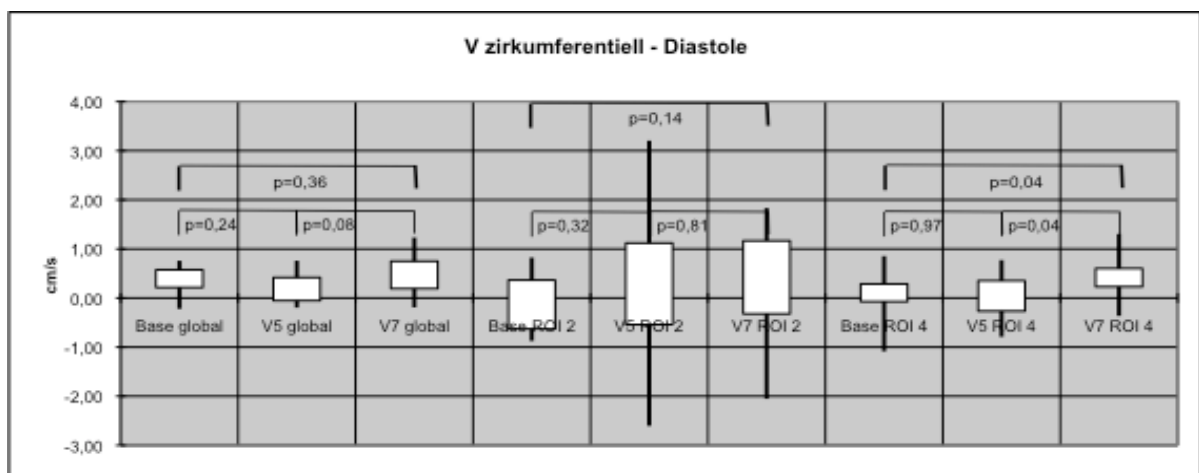 V zirkumferentiell - Diastole
4,00
3,00
2,00
1,00
0,00
-1,00
-2,00
-3,00
cm/s
p=0,14
p=0,36
p=0,04
p=0,24
p=0,08
p=0,32
p=0,81
p=0,97
p=0,04
Base global
V5 global
V7 global
Base ROI 2
V5 ROI 2
V7 ROI 2
Base ROI 4
V5 ROI 4
V7 ROI 4